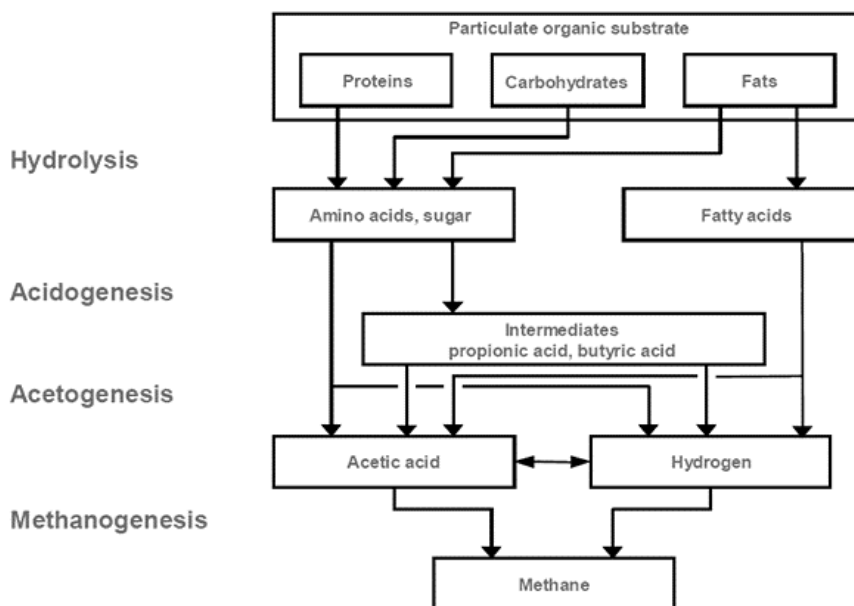 Particulate organic substrate
Proteins
Carbohydrates
Fats
Hydrolysis
Amino acids, sugar
Fatty acids
Acidogenesis
Intermediates
propionic acid, butyric acid
Acetogenesis
Acetic acid
Hydrogen
Methanogenesis
Methane